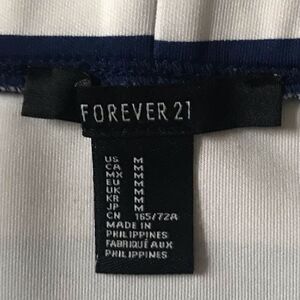 FOREVER 21
US M
CA M
MX M
EU M
UK M
KR M
JP M
CN 165/72A
MADE IN
PHILIPPINES
FABRIQUÉ AUX
PHILIPPINES